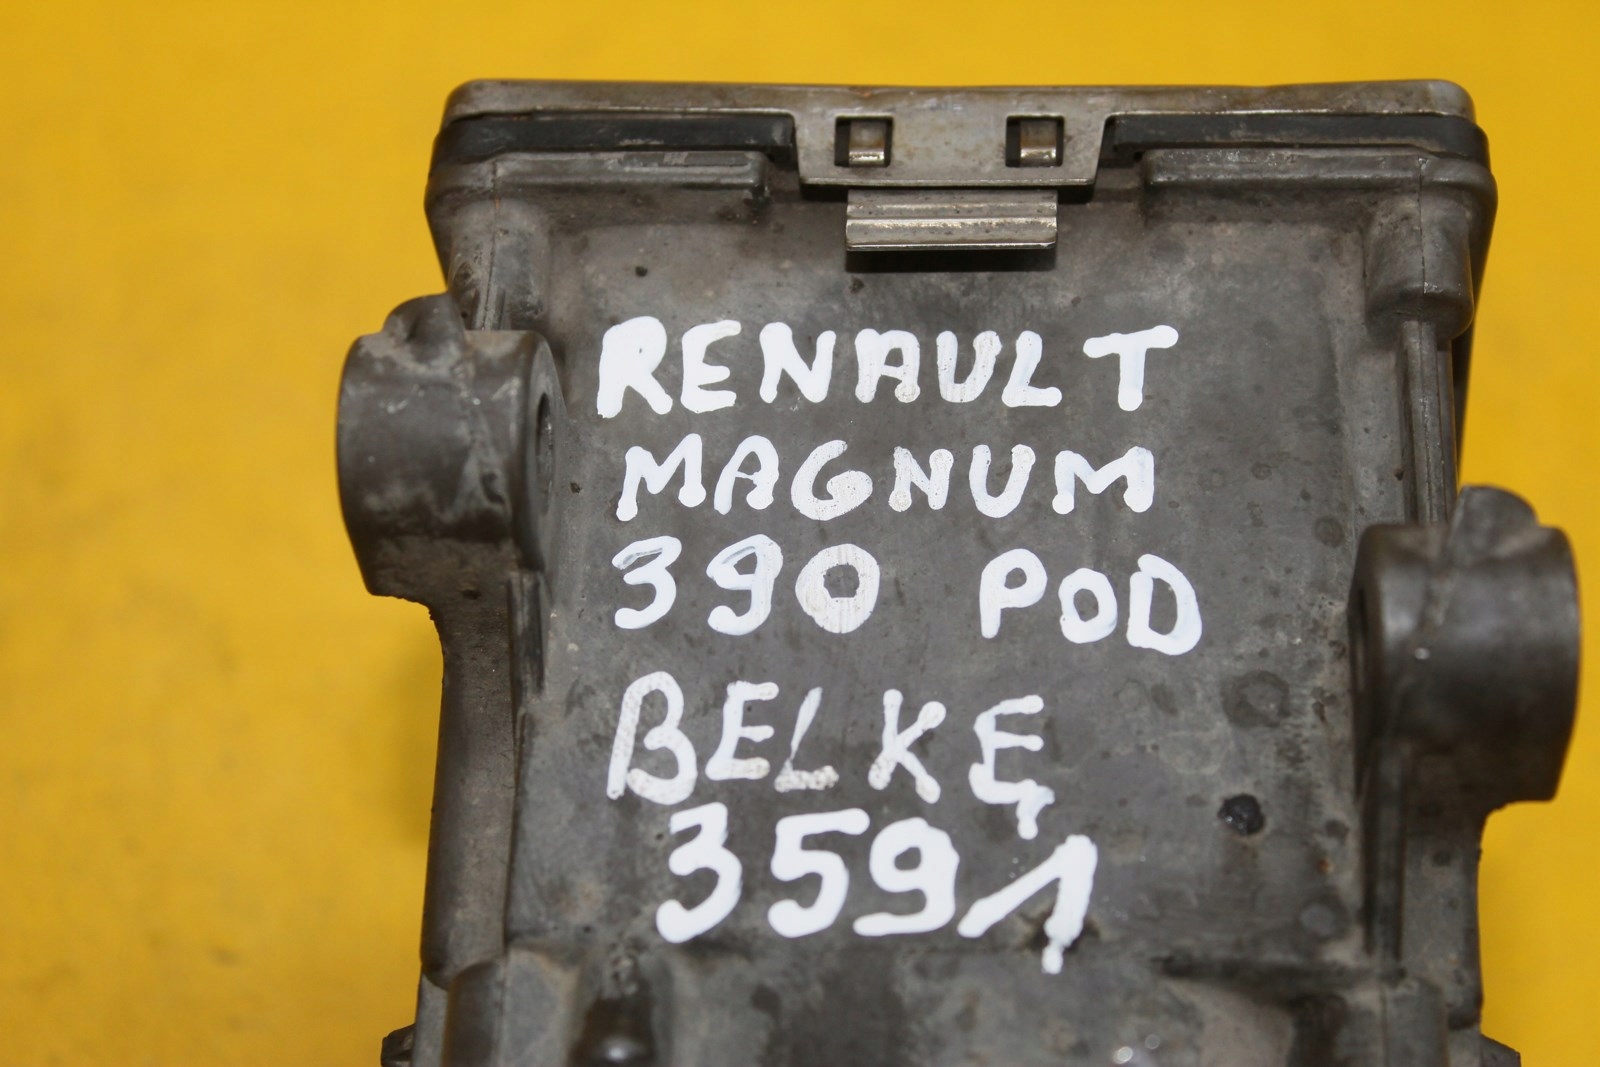 RENAULT
MAGNUM
390 POD
BELKĘ
3591